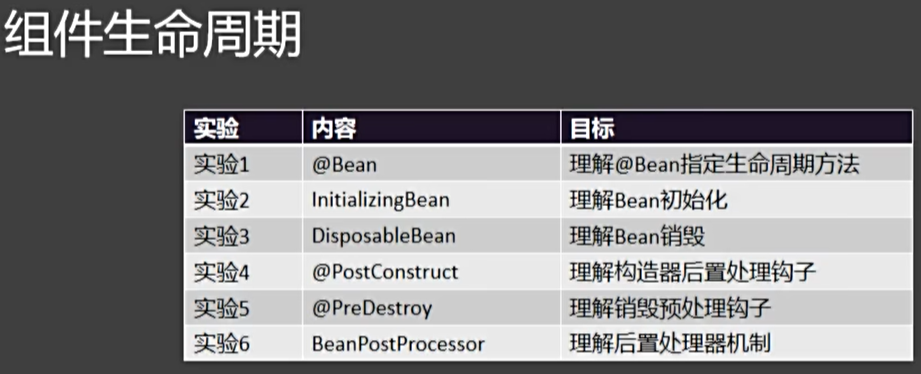 组件生命周期
实验 内容 目标
实验1 @Bean 理解@Bean指定生命周期方法
实验2 InitializingBean 理解Bean初始化
实验3 DisposableBean 理解Bean销毁
实验4 @PostConstruct 理解构造器后置处理钩子
实验5 @PreDestroy 理解销毁预处理钩子
实验6 BeanPostProcessor 理解后置处理器机制